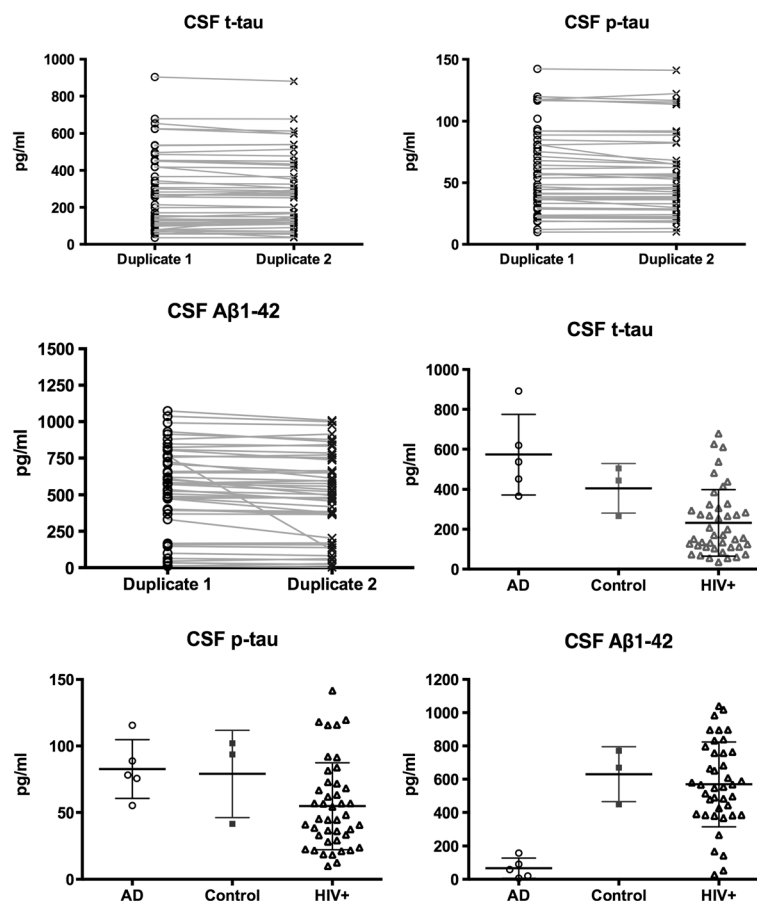 CSF t-tau
1000
800
600
400
200
0
pg/ml
Duplicate 1 Duplicate 2
CSF p-tau
150
100
50
0
pg/ml
Duplicate 1 Duplicate 2
CSF Aβ1-42
1500
1250
1000
750
500
250
0
pg/ml
Duplicate 1 Duplicate 2
CSF t-tau
1000
800
600
400
200
0
pg/ml
AD Control HIV+
CSF p-tau
150
100
50
0
pg/ml
AD Control HIV+
CSF Aβ1-42
1200
1000
800
600
400
200
0
pg/ml
AD Control HIV+